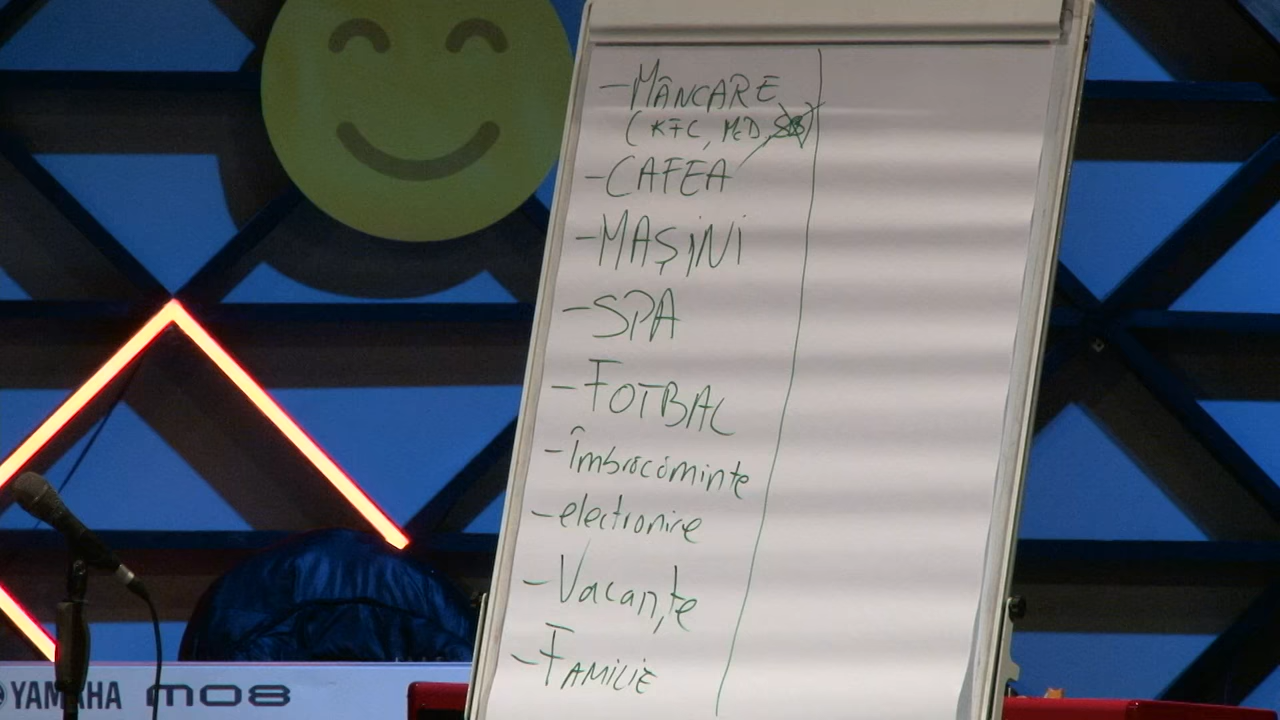 - MÂNCARE
(KFC, McD,
- CAFEA
- MAȘINI
- SPA
- FOTBAL
- Îmbrăcăminte
- electronice
- Vacanțe
- FAMILIE
YAMAHA MO8